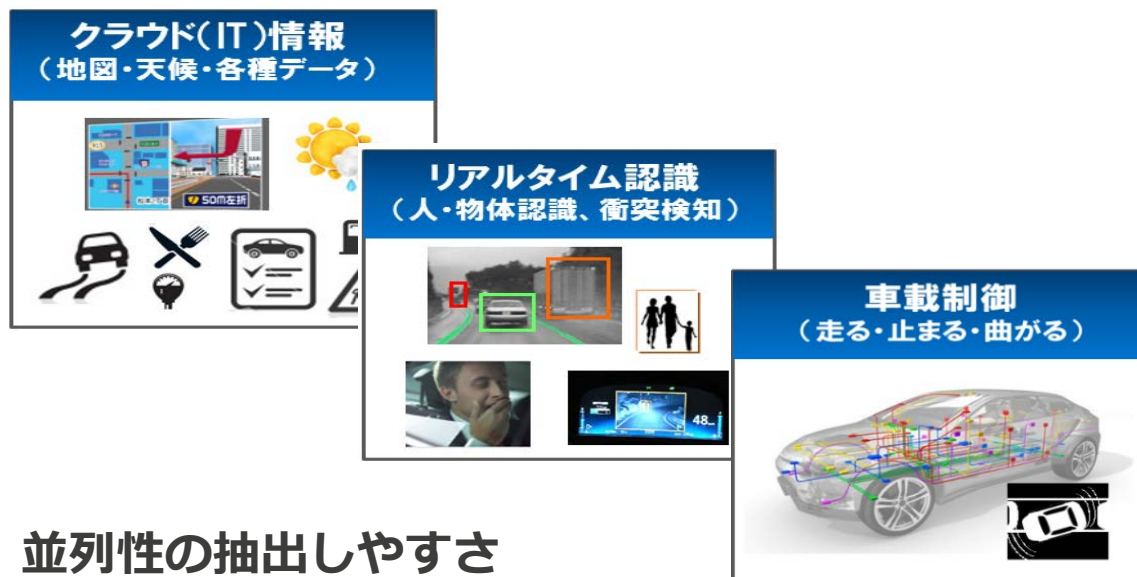 クラウド(IT)情報
(地図・天候・各種データ)
50m左折
リアルタイム認識
(人・物体認識、衝突検知)
48
車載制御
(走る・止まる・曲がる)
並列性の抽出しやすさ